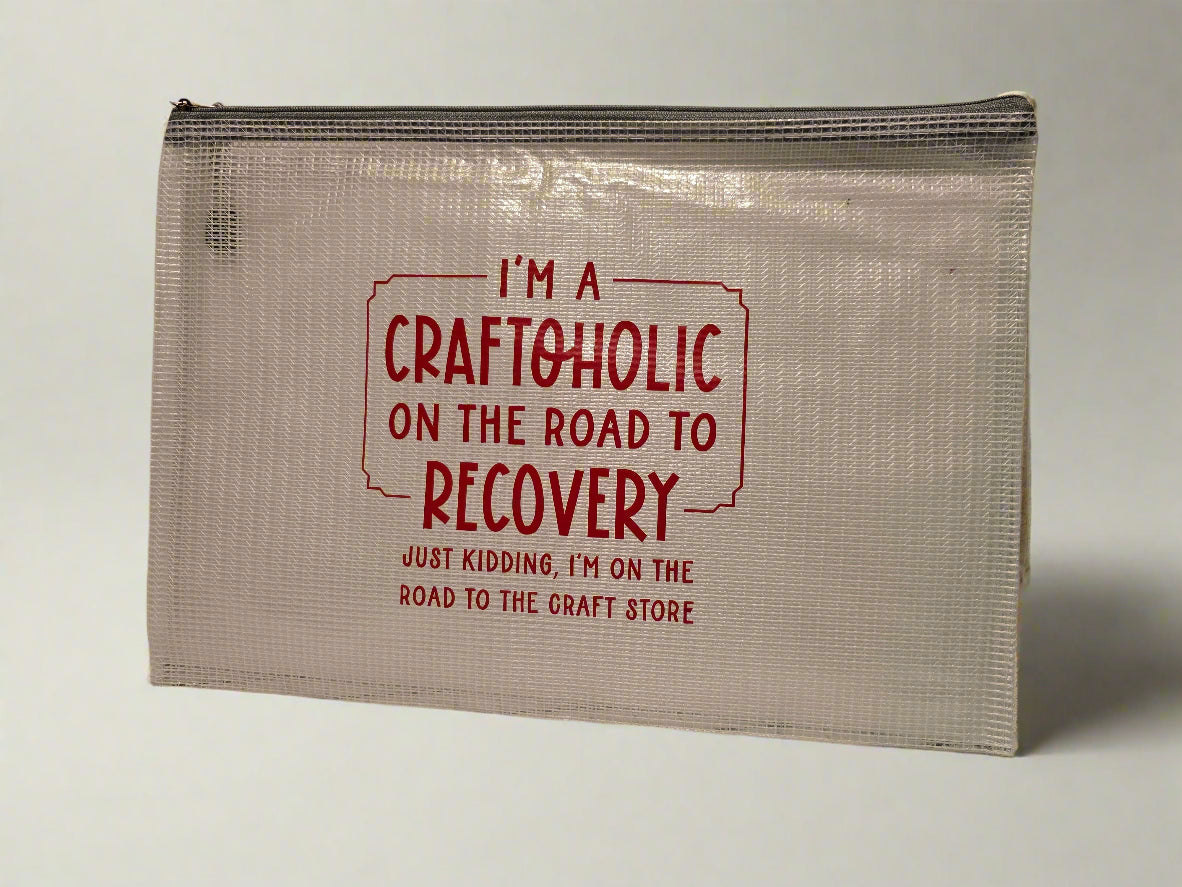 I'M A
CRAFTOHOLIC
ON THE ROAD TO
RECOVERY
JUST KIDDING, I'M ON THE
ROAD TO THE CRAFT STORE